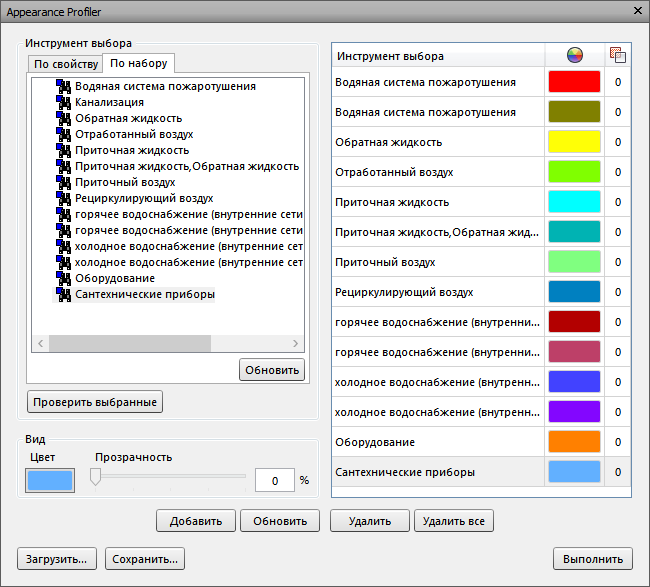 Appearance Profiler
Инструмент выбора
По свойству
По набору
Водяная система пожаротушения
Канализация
Обратная жидкость
Отработанный воздух
Приточная жидкость
Приточная жидкость,Обратная жидкость
Приточный воздух
Рециркулирующий воздух
горячее водоснабжение (внутренние сети
горячее водоснабжение (внутренние сети
холодное водоснабжение (внутренние сет
холодное водоснабжение (внутренние сет
Оборудование
Сантехнические приборы
Обновить
Проверить выбранные
Вид
Цвет
Прозрачность
0 %
Инструмент выбора
Водяная система пожаротушения 0
Водяная система пожаротушения 0
Обратная жидкость 0
Отработанный воздух 0
Приточная жидкость 0
Приточная жидкость,Обратная жид... 0
Приточный воздух 0
Рециркулирующий воздух 0
горячее водоснабжение (внутренни... 0
горячее водоснабжение (внутренни... 0
холодное водоснабжение (внутренн... 0
холодное водоснабжение (внутренн... 0
Оборудование 0
Сантехнические приборы 0
Добавить
Обновить
Удалить
Удалить все
Загрузить...
Сохранить...
Выполнить